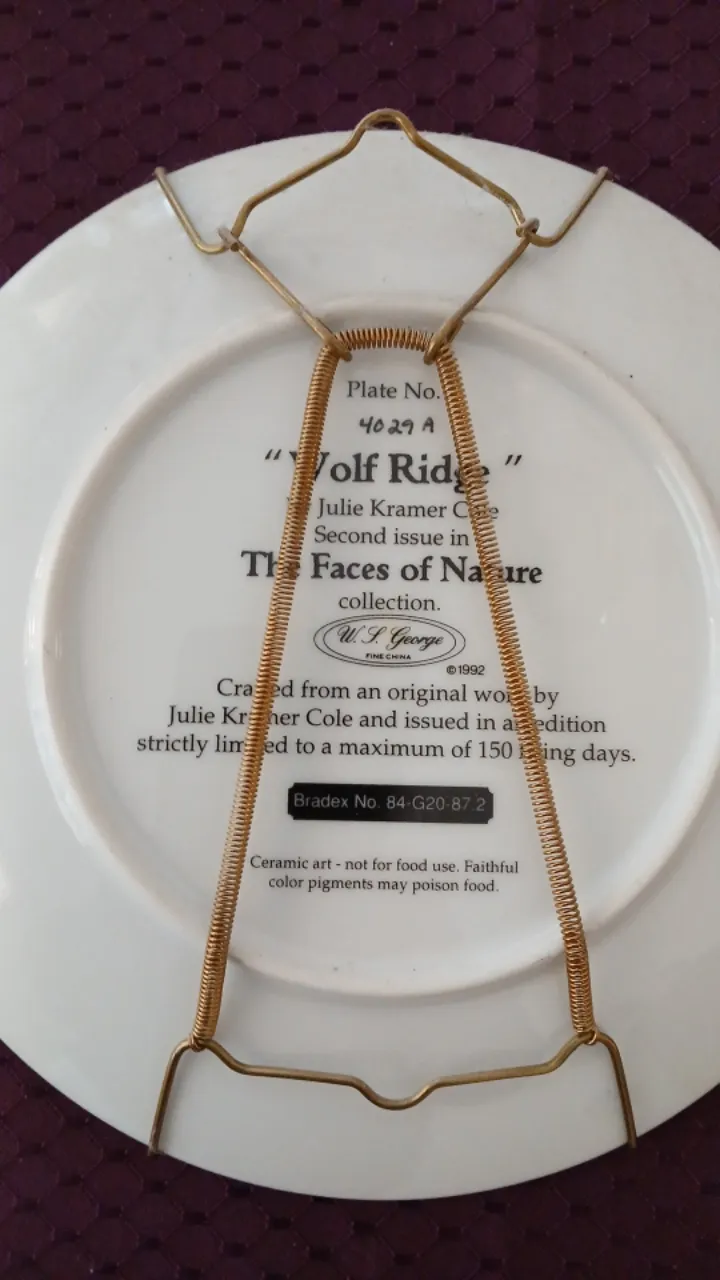 Plate No.
4029 A
"Wolf Ridge"
by Julie Kramer Cole
Second issue in
The Faces of Nature
collection.
W. S. George
FINE CHINA
©1992
Crafted from an original work by
Julie Kramer Cole and issued in an edition
strictly limited to a maximum of 150 firing days.
Bradex No. 84-G20-87.2
Ceramic art - not for food use. Faithful
color pigments may poison food.